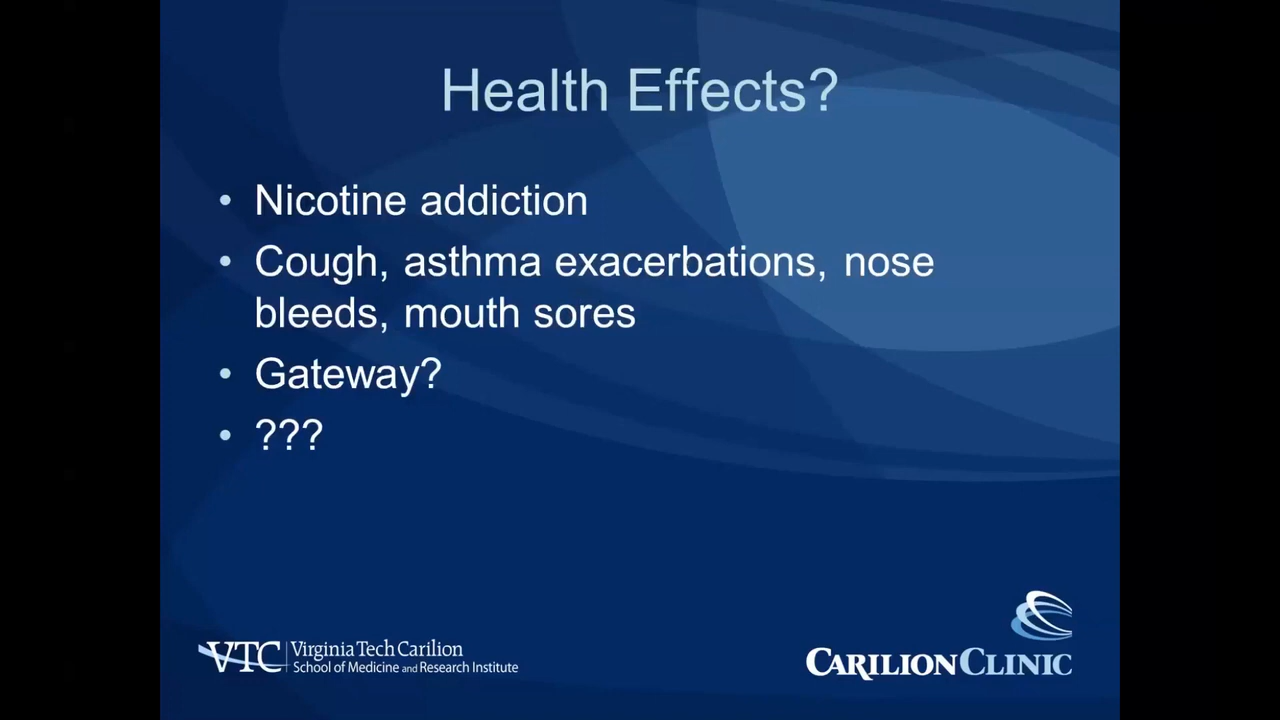 Health Effects?
• Nicotine addiction
• Cough, asthma exacerbations, nose
bleeds, mouth sores
• Gateway?
• ???
VTC Virginia Tech Carilion
School of Medicine and Research Institute
CARILION CLINIC